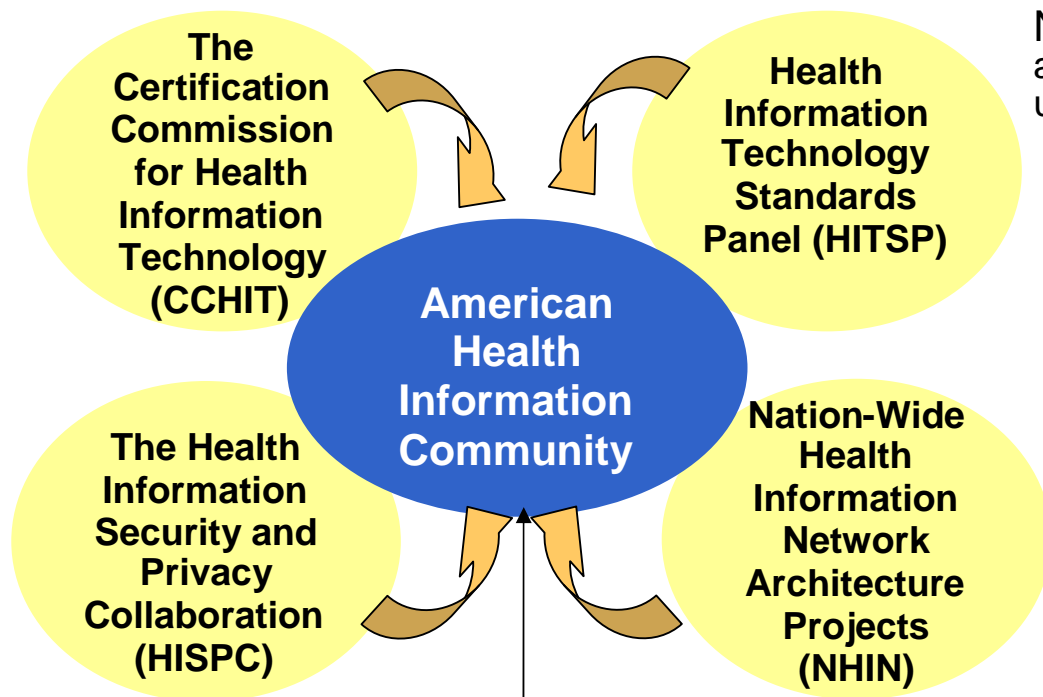 The
Certification
Commission
for Health
Information
Technology
(CCHIT)
Health
Information
Technology
Standards
Panel (HITSP)
American
Health
Information
Community
The Health
Information
Security and
Privacy
Collaboration
(HISPC)
Nation-Wide
Health
Information
Network
Architecture
Projects
(NHIN)